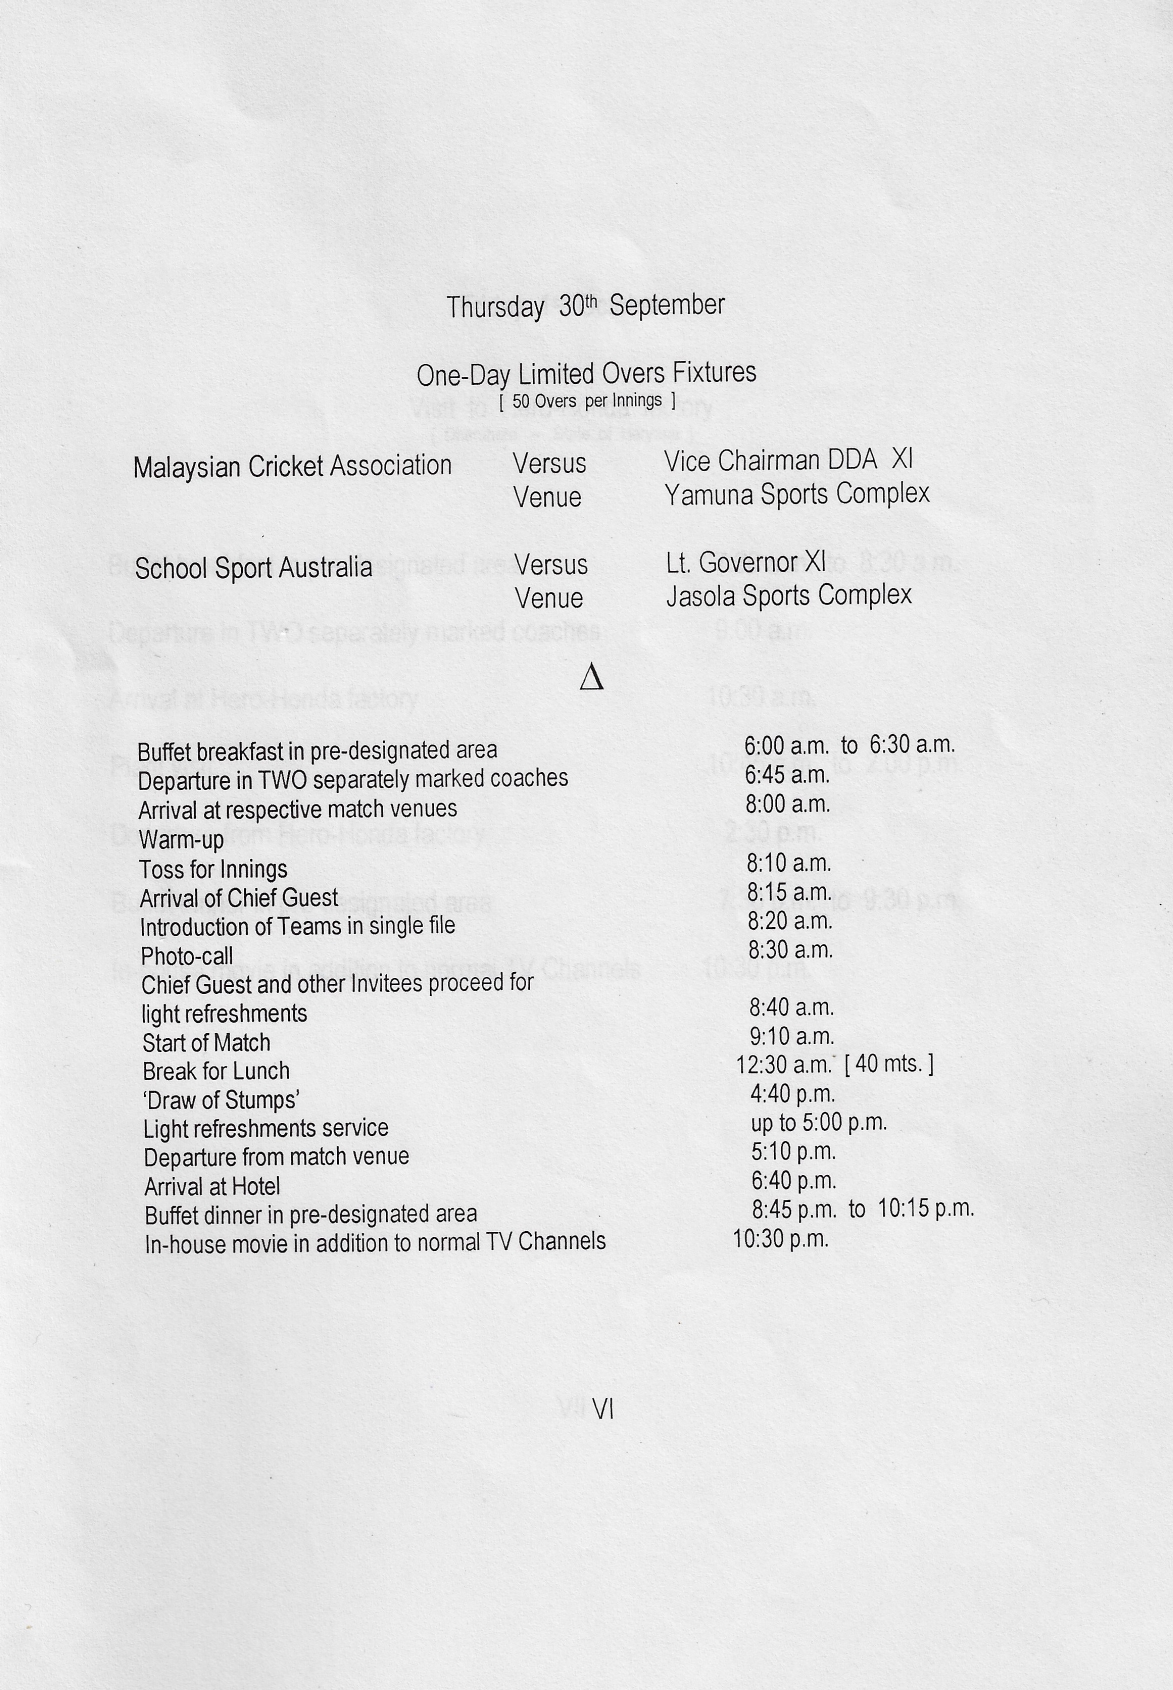 Thursday 30th September
One-Day Limited Overs Fixtures
[ 50 Overs per Innings ]
Malaysian Cricket Association Versus Vice Chairman DDA XI
Venue Yamuna Sports Complex
School Sport Australia Versus Lt. Governor XI
Venue Jasola Sports Complex
Δ
Buffet breakfast in pre-designated area 6:00 a.m. to 6:30 a.m.
Departure in TWO separately marked coaches 6:45 a.m.
Arrival at respective match venues 8:00 a.m.
Warm-up
Toss for Innings 8:10 a.m.
Arrival of Chief Guest 8:15 a.m.
Introduction of Teams in single file 8:20 a.m.
Photo-call 8:30 a.m.
Chief Guest and other Invitees proceed for
light refreshments 8:40 a.m.
Start of Match 9:10 a.m.
Break for Lunch 12:30 a.m. [ 40 mts. ]
‘Draw of Stumps’ 4:40 p.m.
Light refreshments service up to 5:00 p.m.
Departure from match venue 5:10 p.m.
Arrival at Hotel 6:40 p.m.
Buffet dinner in pre-designated area 8:45 p.m. to 10:15 p.m.
In-house movie in addition to normal TV Channels 10:30 p.m.
VI